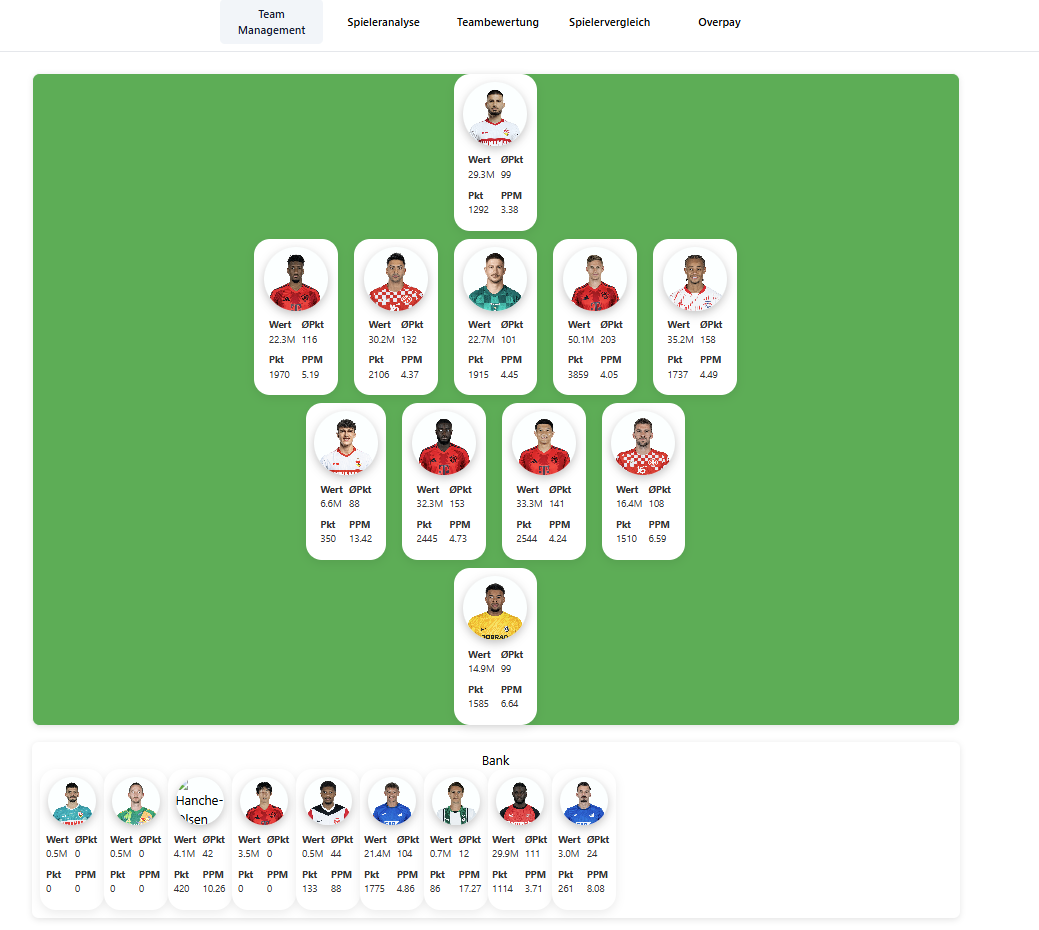 Team
Management
Spieleranalyse
Teambewertung
Spielervergleich
Overpay
Wert ØPkt
29.3M 99
Pkt PPM
1292 3.38
Wert ØPkt Wert ØPkt Wert ØPkt Wert ØPkt Wert ØPkt
22.3M 116 30.2M 132 22.7M 101 50.1M 203 35.2M 158
Pkt PPM Pkt PPM Pkt PPM Pkt PPM Pkt PPM
1970 5.19 2106 4.37 1915 4.45 3859 4.05 1737 4.49
Wert ØPkt Wert ØPkt Wert ØPkt Wert ØPkt
6.6M 88 32.3M 153 33.3M 141 16.4M 108
Pkt PPM Pkt PPM Pkt PPM Pkt PPM
350 13.42 2445 4.73 2544 4.24 1510 6.59
Wert ØPkt
14.9M 99
Pkt PPM
1585 6.64
Bank
Hanche-
Olsen
Wert ØPkt Wert ØPkt Wert ØPkt Wert ØPkt Wert ØPkt Wert ØPkt Wert ØPkt Wert ØPkt Wert ØPkt
0.5M 0 0.5M 0 4.1M 42 3.5M 0 0.5M 44 21.4M 104 0.7M 12 29.9M 111 3.0M 24
Pkt PPM Pkt PPM Pkt PPM Pkt PPM Pkt PPM Pkt PPM Pkt PPM Pkt PPM Pkt PPM
0 0 0 0 420 10.26 0 0 133 88 1775 4.86 86 17.27 1114 3.71 261 8.08